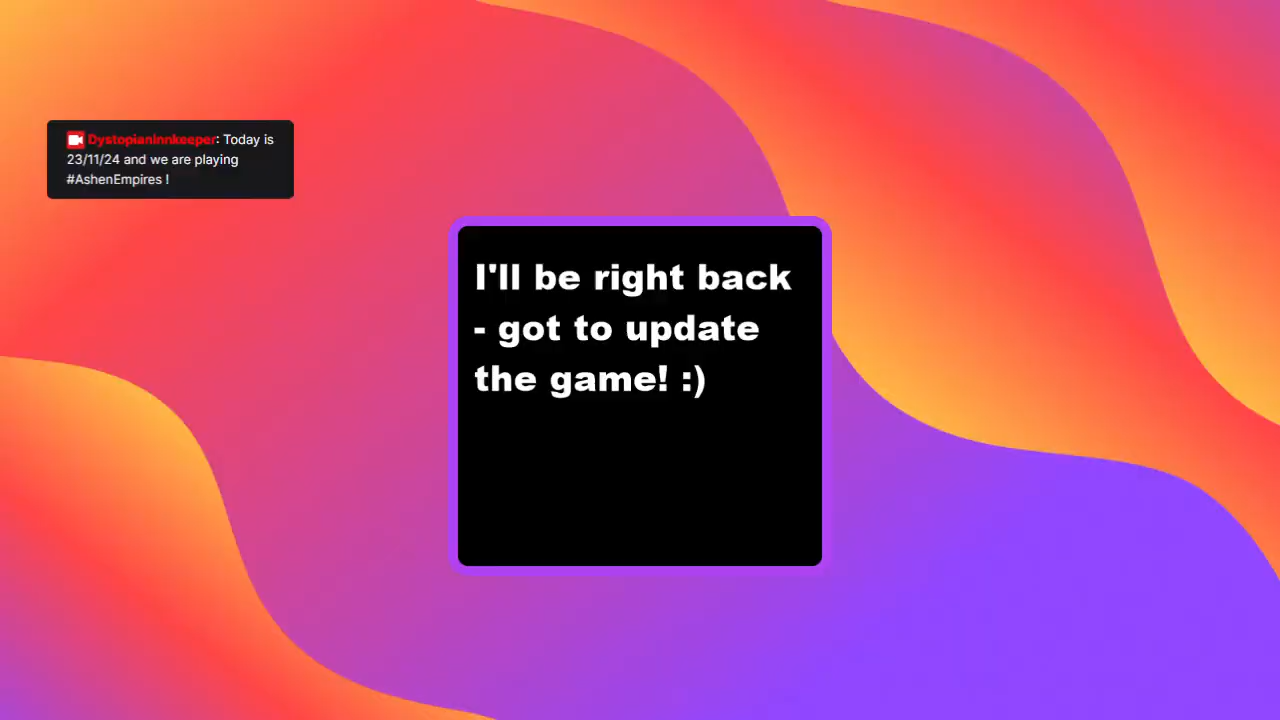 DystopianInnkeeper: Today is
23/11/24 and we are playing
#AshenEmpires !
I'll be right back
- got to update
the game! :)